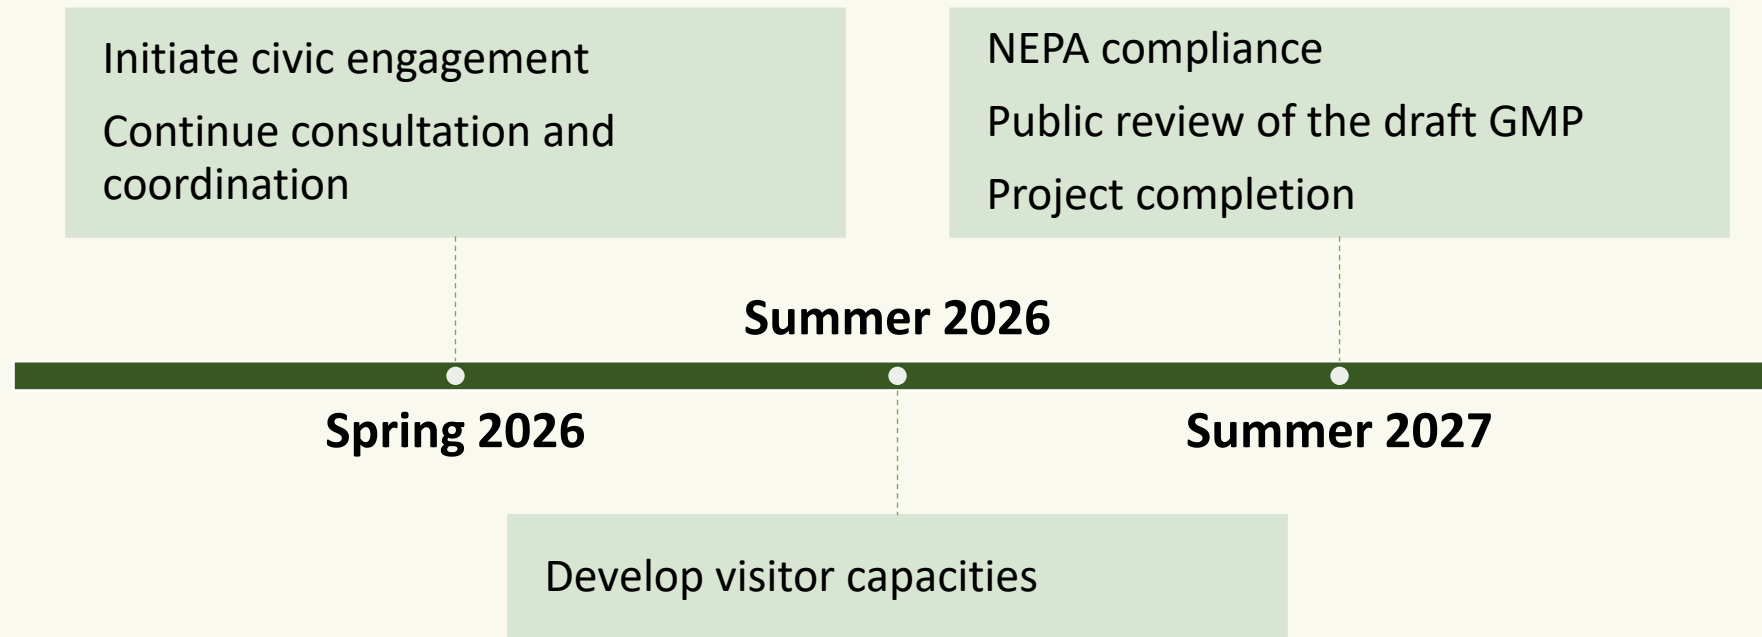 Initiate civic engagement
Continue consultation and
coordination
NEPA compliance
Public review of the draft GMP
Project completion
Summer 2026
Spring 2026
Summer 2027
Develop visitor capacities